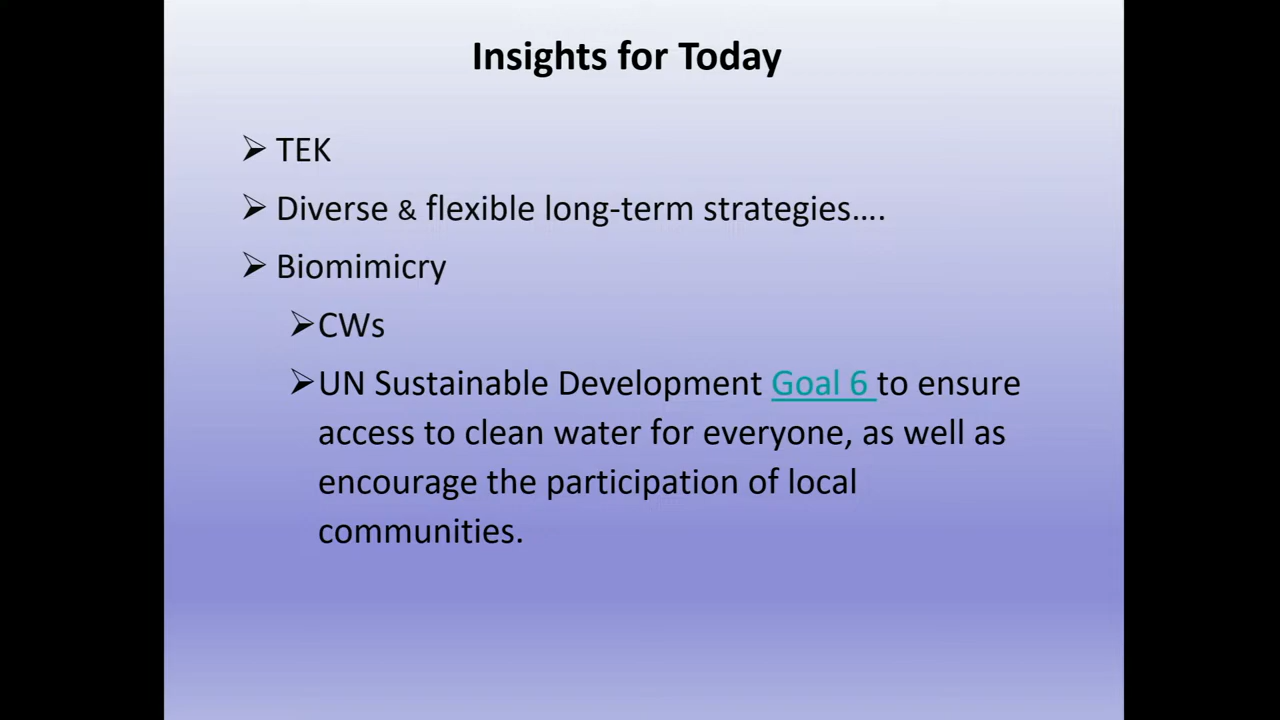 Insights for Today
➢ TEK
➢ Diverse & flexible long-term strategies….
➢ Biomimicry
➢CWs
➢UN Sustainable Development Goal 6 to ensure
access to clean water for everyone, as well as
encourage the participation of local
communities.